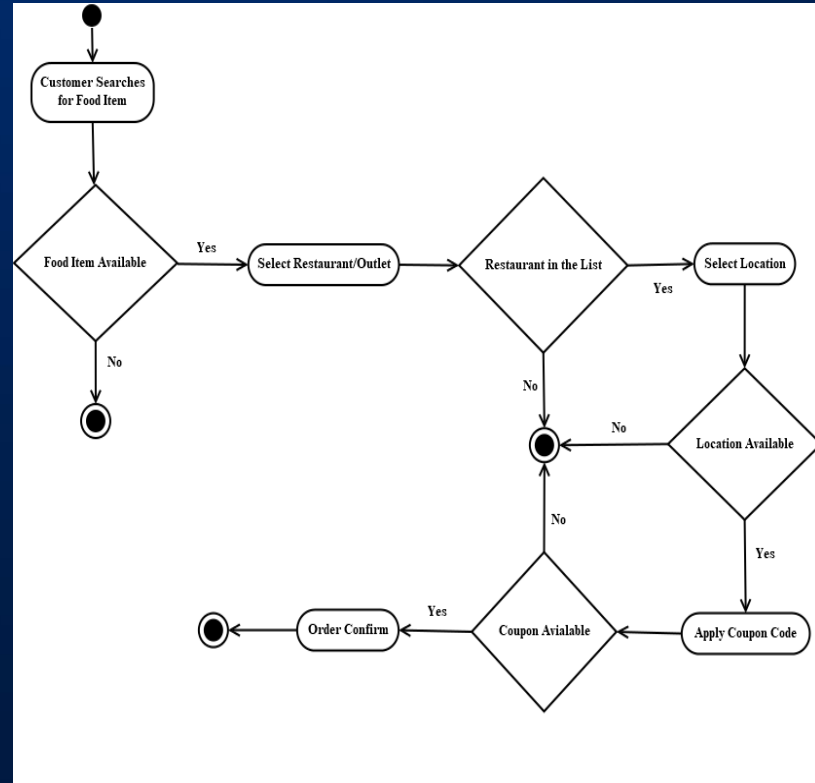 Customer Searches
for Food Item
Food Item Available
Yes
Select Restaurant/Outlet
Restaurant in the List
Yes
Select Location
No
No
No
Location Available
No
Yes
Order Confirm
Yes
Coupon Avialable
Apply Coupon Code